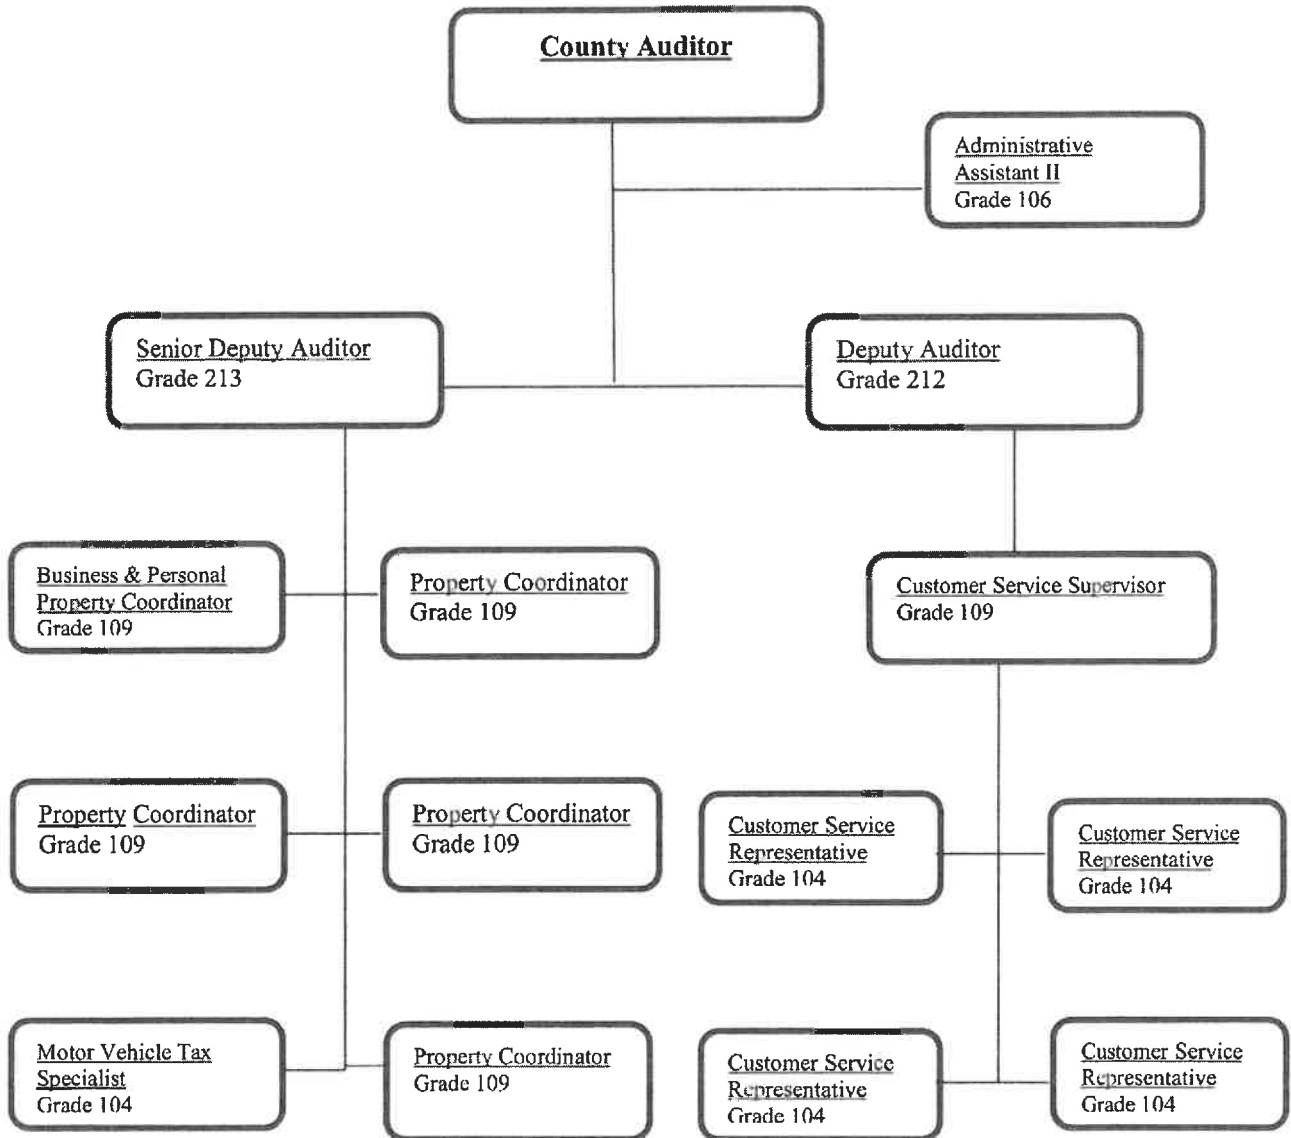 County Auditor
Administrative
Assistant II
Grade 106
Senior Deputy Auditor
Grade 213
Deputy Auditor
Grade 212
Business & Personal
Property Coordinator
Grade 109
Property Coordinator
Grade 109
Customer Service Supervisor
Grade 109
Property Coordinator
Grade 109
Property Coordinator
Grade 109
Customer Service
Representative
Grade 104
Customer Service
Representative
Grade 104
Motor Vehicle Tax
Specialist
Grade 104
Property Coordinator
Grade 109
Customer Service
Representative
Grade 104
Customer Service
Representative
Grade 104